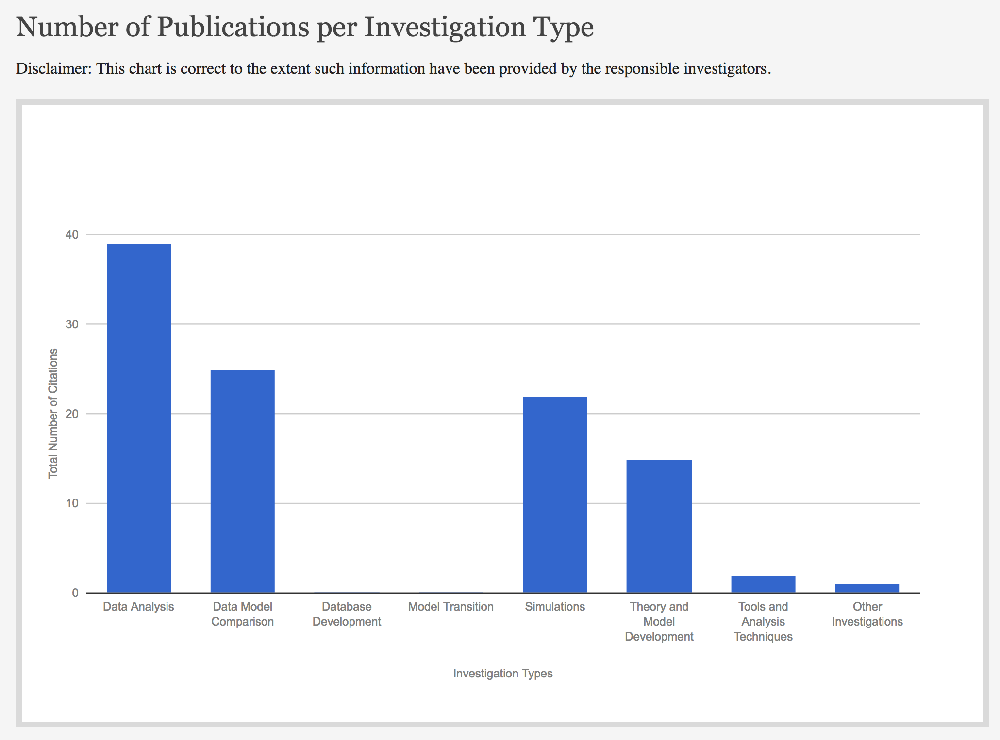 Number of Publications per Investigation Type
Disclaimer: This chart is correct to the extent such information have been provided by the responsible investigators.
40
30
20
10
0
Total Number of Citations
Data Analysis
Data Model
Comparison
Database
Development
Model Transition
Simulations
Theory and
Model
Development
Tools and
Analysis
Techniques
Other
Investigations
Investigation Types